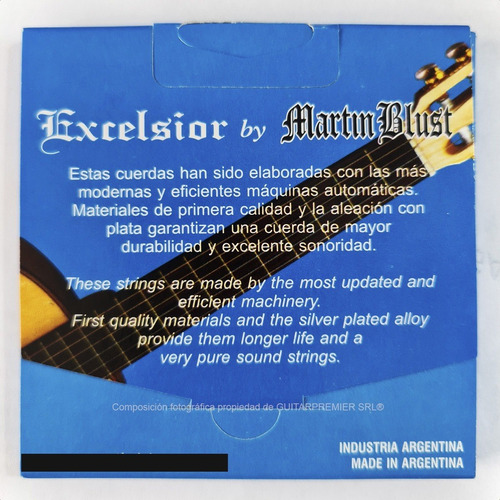 Excelsior by Martin Blust
Estas cuerdas han sido elaboradas con las más
modernas y eficientes máquinas automáticas.
Materiales de primera calidad y la aleación con
plata garantizan una cuerda de mayor
durabilidad y excelente sonoridad.
These strings are made by the most updated and
efficient machinery.
First quality materials and the silver plated alloy
provide them longer life and a
very pure sound strings.
Composición fotográfica propiedad de GUITARPREMIER SRL®
INDUSTRIA ARGENTINA
MADE IN ARGENTINA